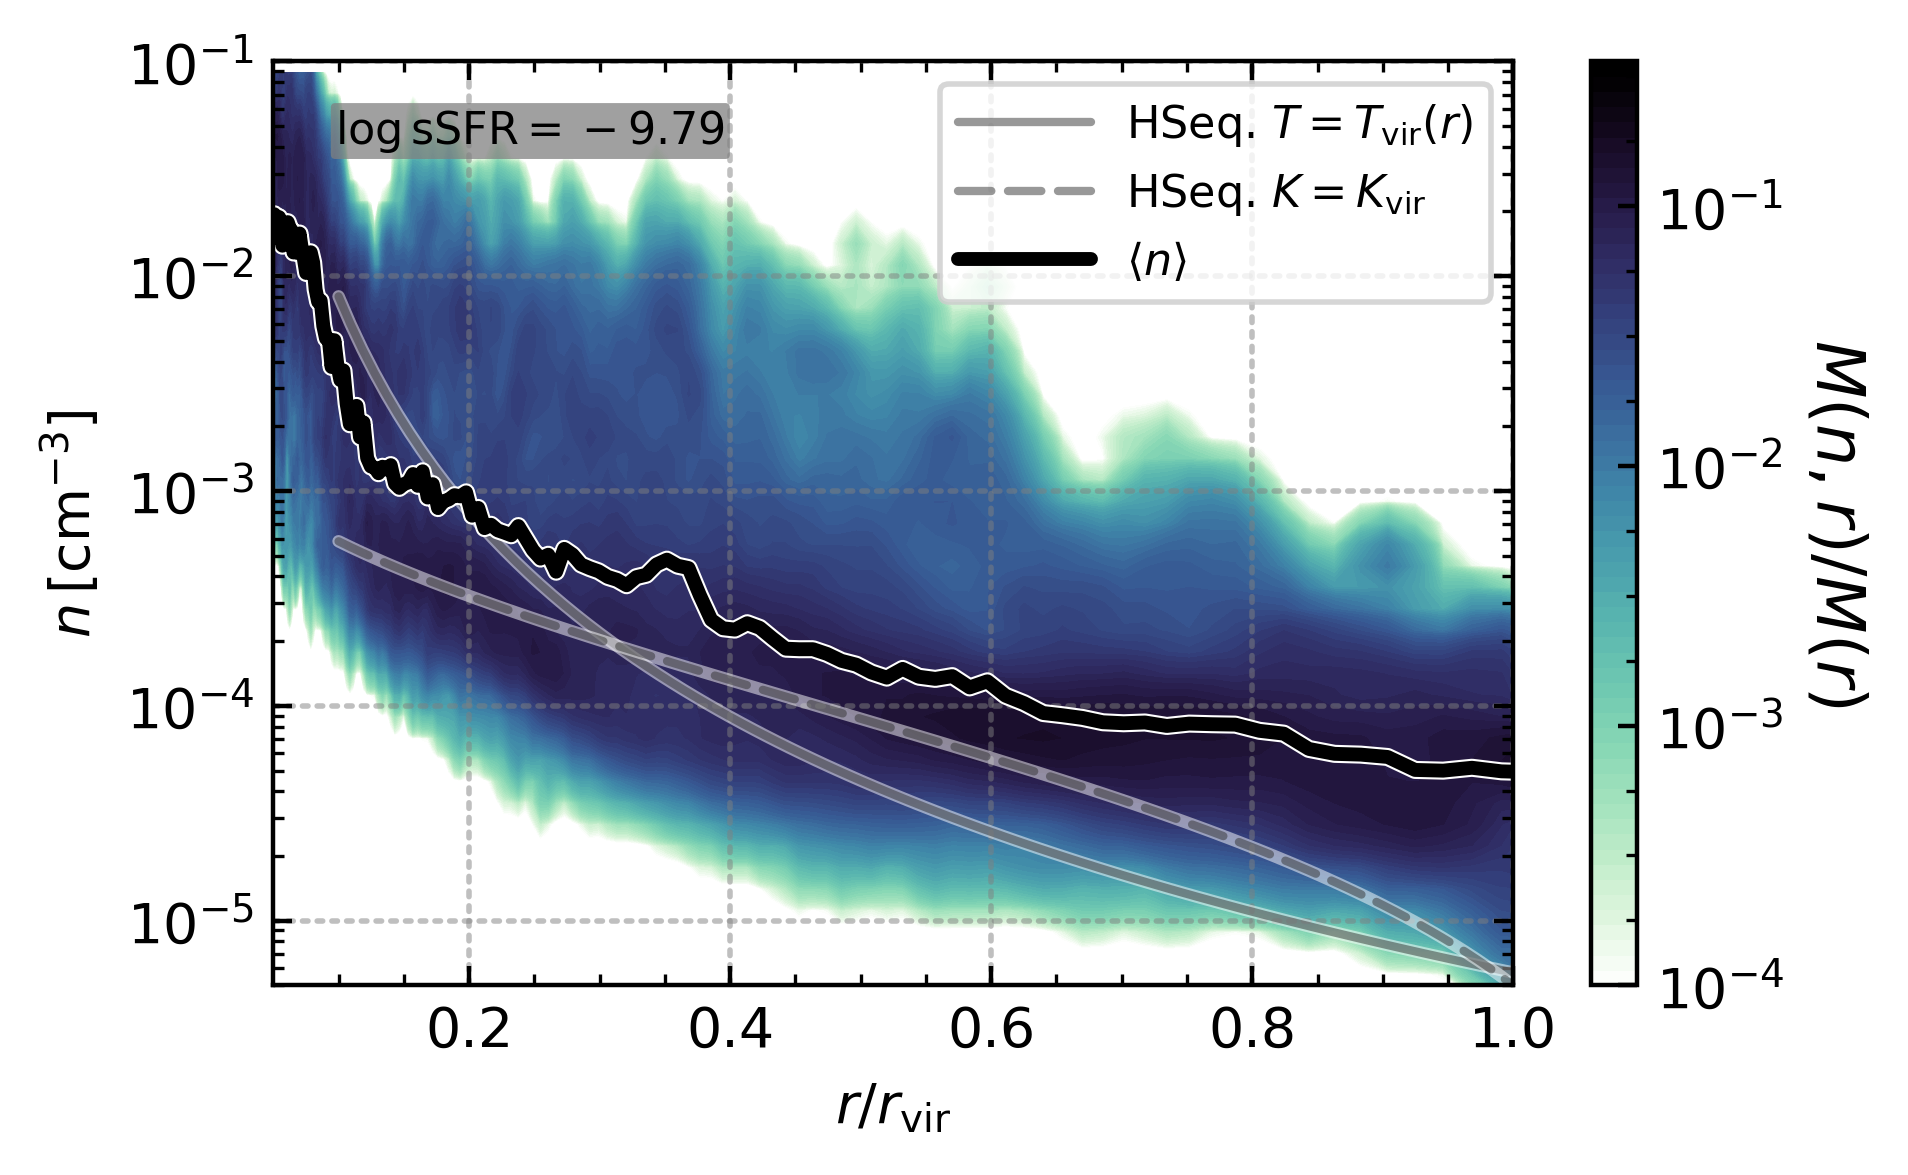 10⁻¹
10⁻²
10⁻³
10⁻⁴
10⁻⁵
n [cm⁻³]
log sSFR = −9.79
HSeq. T = T_vir(r)
HSeq. K = K_vir
⟨n⟩
0.2 0.4 0.6 0.8 1.0
r/r_vir
10⁻¹
10⁻²
10⁻³
10⁻⁴
M(n, r)/M(r)